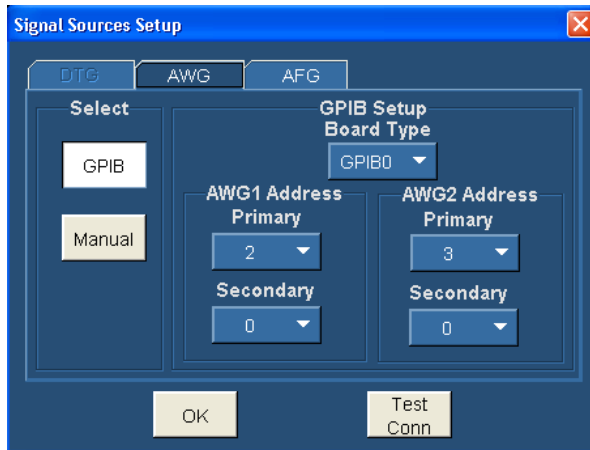 Signal Sources Setup
DTG AWG AFG
Select
GPIB
Manual
GPIB Setup
Board Type
GPIB0
AWG1 Address
Primary
2
Secondary
0
AWG2 Address
Primary
3
Secondary
0
OK
Test
Conn